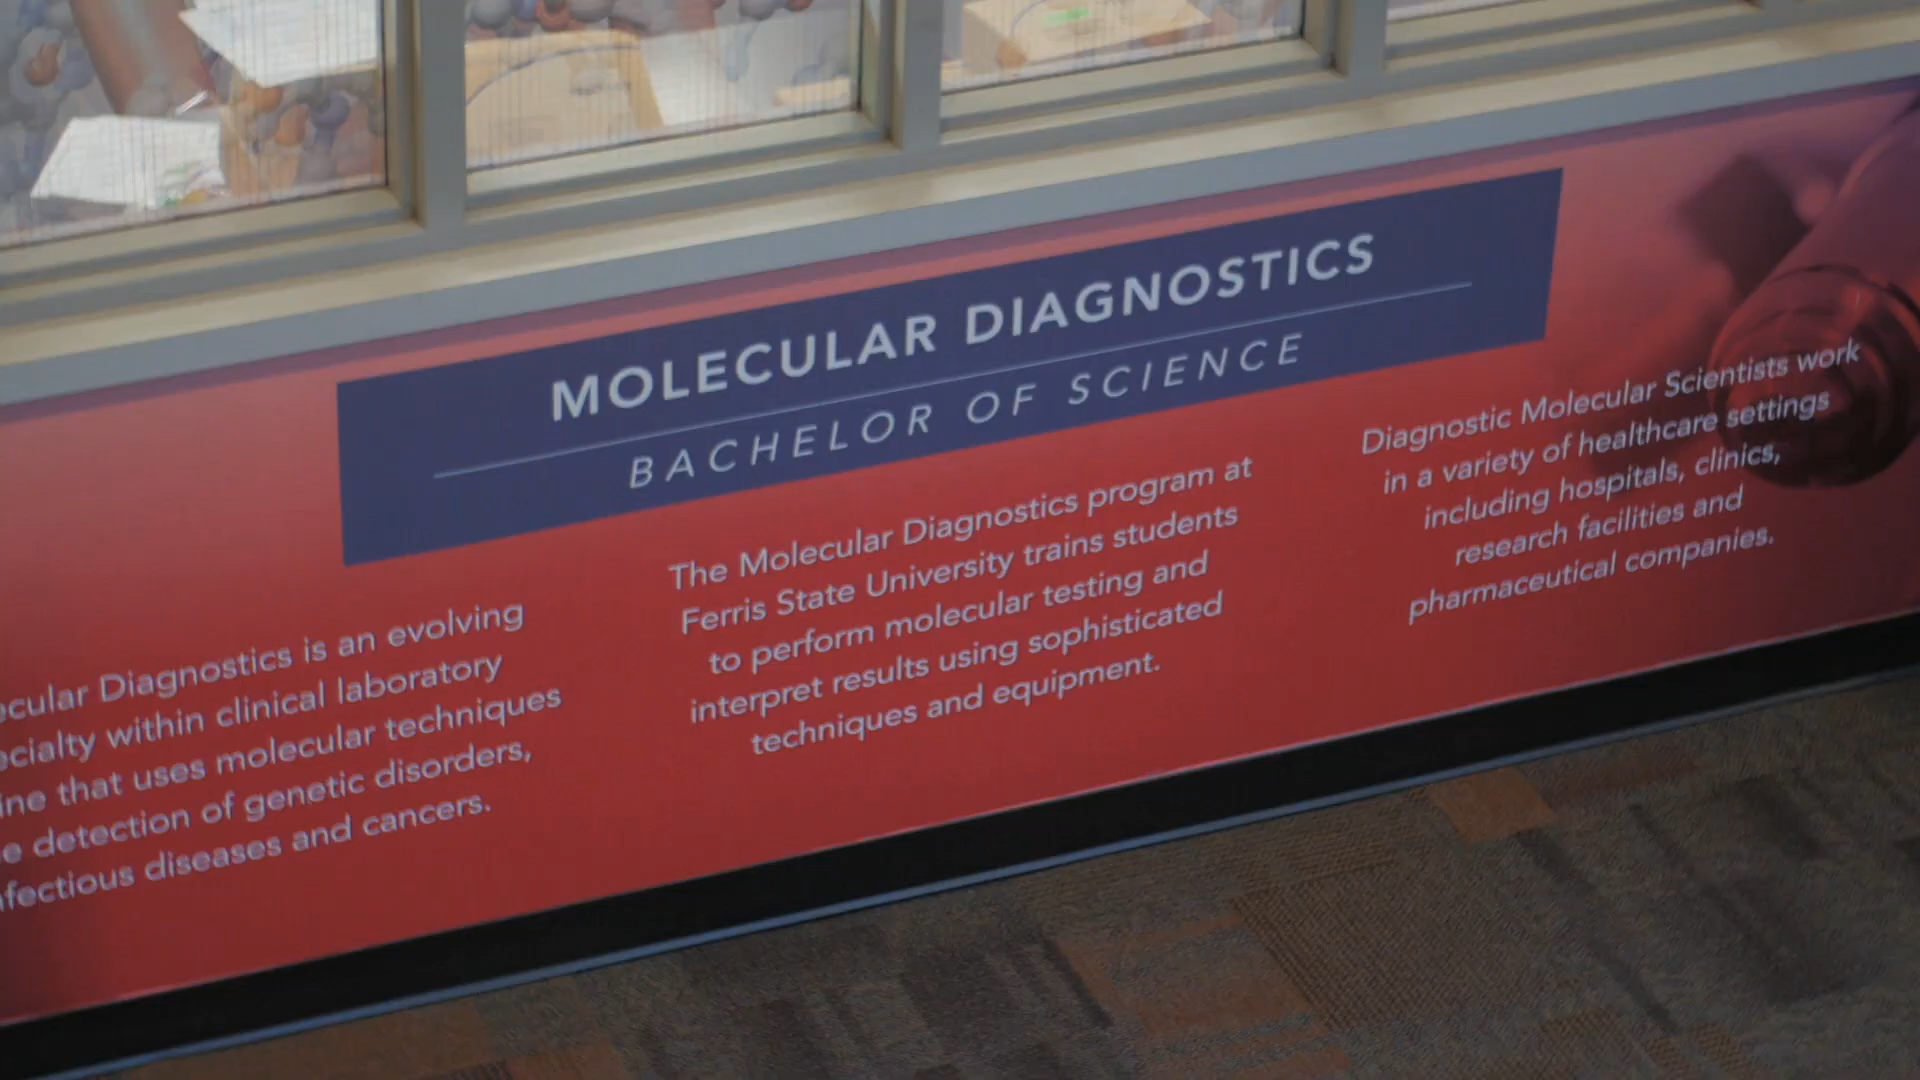 MOLECULAR DIAGNOSTICS
BACHELOR OF SCIENCE
Diagnostics is an evolving
within clinical laboratory
that uses molecular techniques
detection of genetic disorders,
diseases and cancers.
The Molecular Diagnostics program at
Ferris State University trains students
to perform molecular testing and
interpret results using sophisticated
techniques and equipment.
Diagnostic Molecular Scientists work
in a variety of healthcare settings
including hospitals, clinics,
research facilities and
pharmaceutical companies.